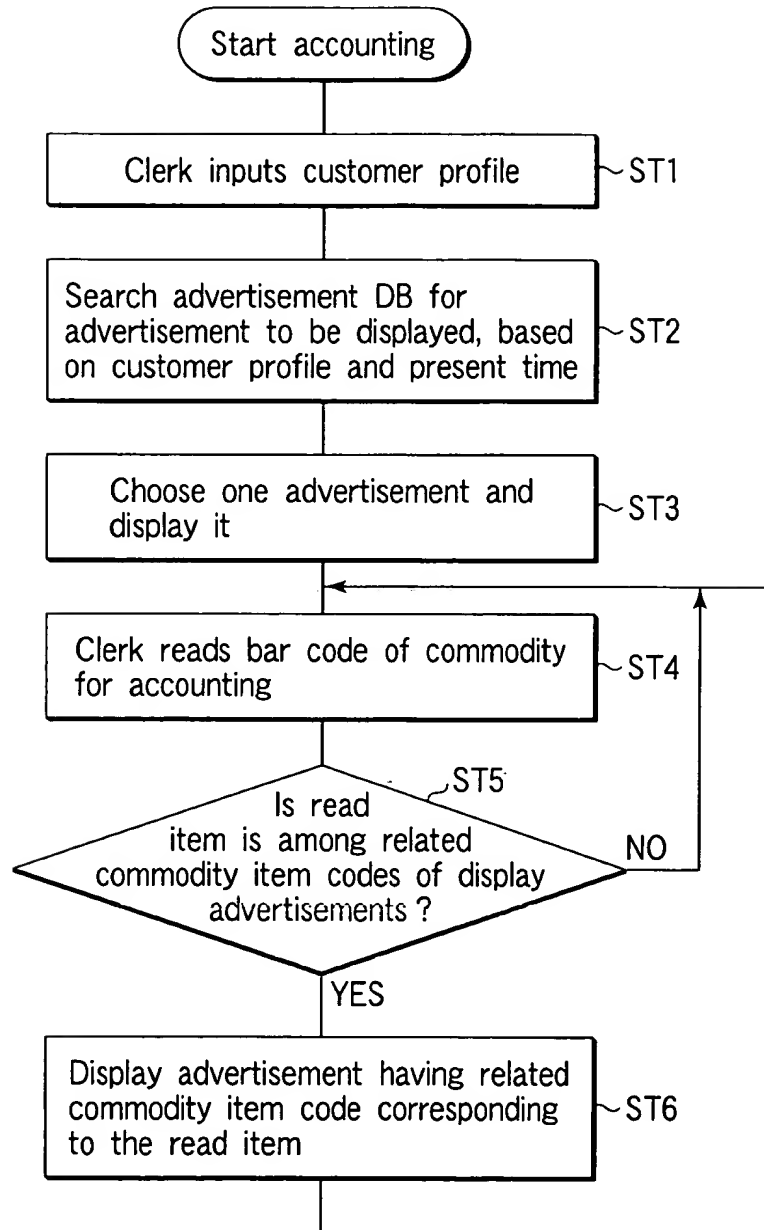 Start accounting
Clerk inputs customer profile
ST1
Search advertisement DB for
advertisement to be displayed, based
on customer profile and present time
ST2
Choose one advertisement and
display it
ST3
Clerk reads bar code of commodity
for accounting
ST4
ST5
Is read
item is among related
commodity item codes of display
advertisements ?
NO
YES
Display advertisement having related
commodity item code corresponding
to the read item
ST6